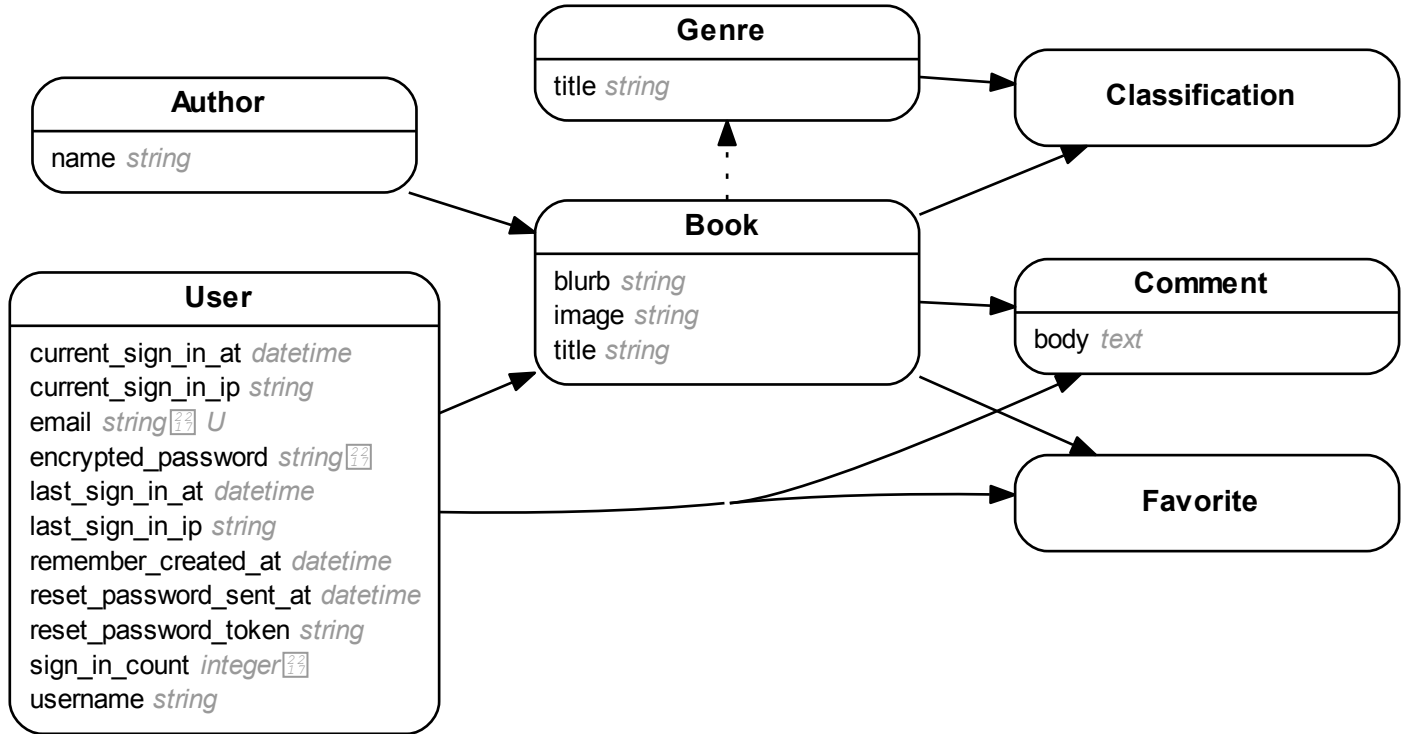 Genre
title string
Classification
Author
name string
Book
blurb string
image string
title string
Comment
body text
User
current_sign_in_at datetime
current_sign_in_ip string
email string U
encrypted_password string
last_sign_in_at datetime
last_sign_in_ip string
remember_created_at datetime
reset_password_sent_at datetime
reset_password_token string
sign_in_count integer
username string
Favorite